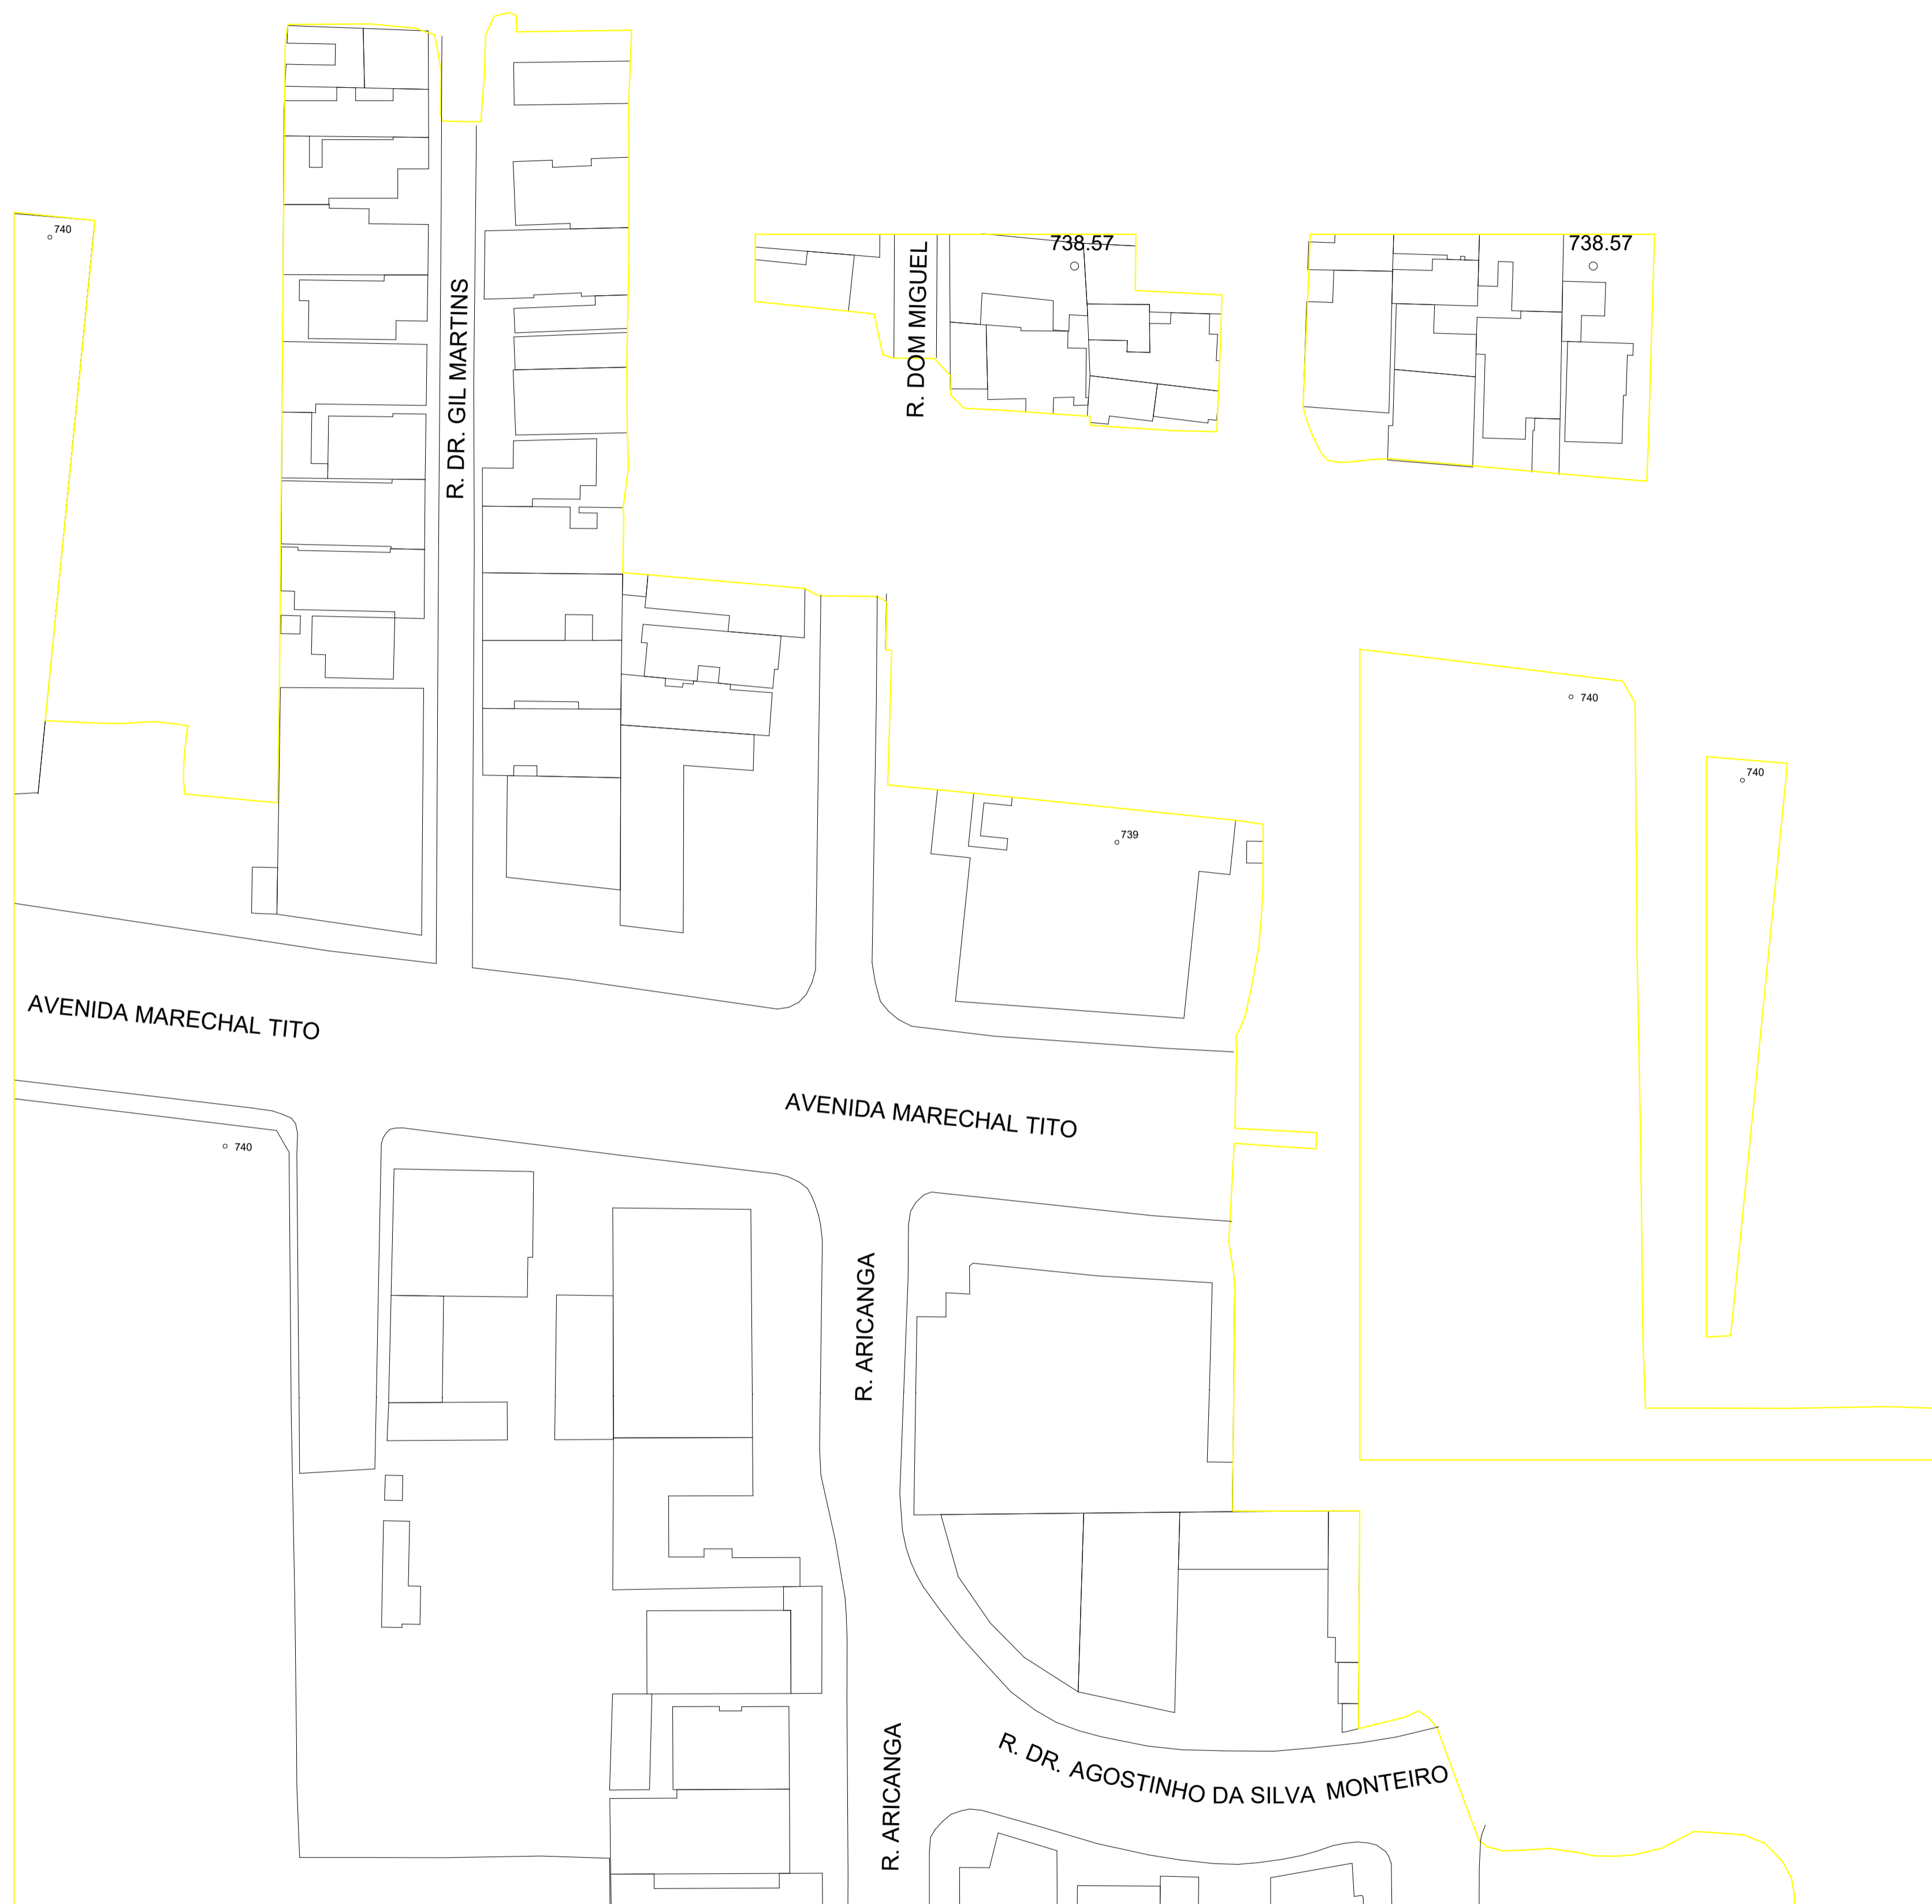 740
738.57
738.57
R. DOM MIGUEL
R. DR. GIL MARTINS
740
740
739
AVENIDA MARECHAL TITO
AVENIDA MARECHAL TITO
740
R. ARICANGA
R. ARICANGA
R. DR. AGOSTINHO DA SILVA MONTEIRO